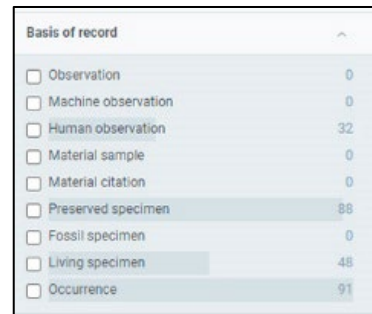 Basis of record
Observation 0
Machine observation 0
Human observation 32
Material sample 0
Material citation 0
Preserved specimen 88
Fossil specimen 0
Living specimen 48
Occurrence 91